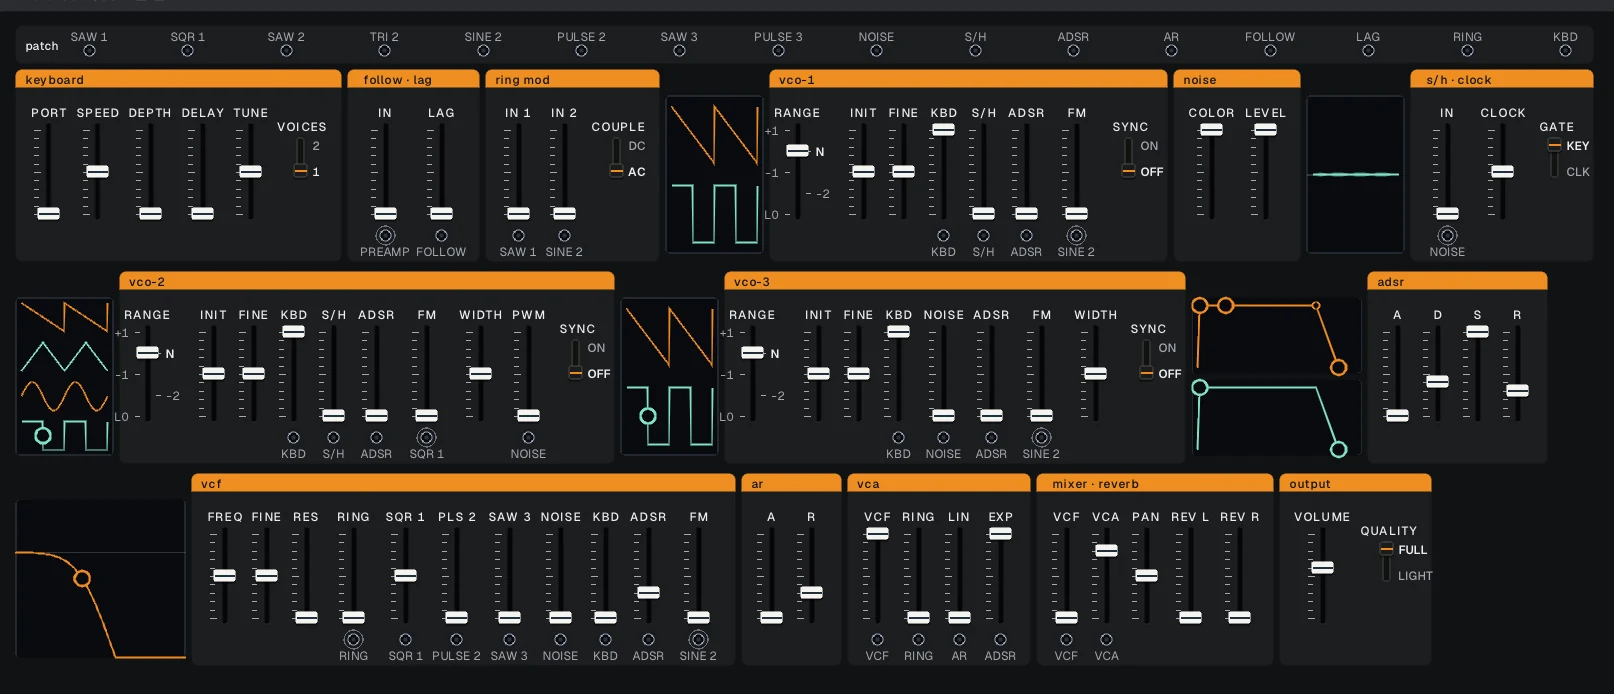 SAW 1 SQR 1 SAW 2 TRI 2 SINE 2 PULSE 2 SAW 3 PULSE 3 NOISE S/H ADSR AR FOLLOW LAG RING KBD
patch
keyboard
PORT SPEED DEPTH DELAY TUNE
VOICES
2
1
follow · lag
IN LAG
PREAMP FOLLOW
ring mod
IN 1 IN 2
COUPLE
DC
AC
SAW 1 SINE 2
vco-1
RANGE INIT FINE KBD S/H ADSR FM
+1
N
-1
-2
LO
SYNC
ON
OFF
KBD S/H ADSR SINE 2
noise
COLOR LEVEL
s/h · clock
IN CLOCK
GATE
KEY
CLK
NOISE
vco-2
RANGE INIT FINE KBD S/H ADSR FM WIDTH PWM
+1
N
-1
-2
LO
SYNC
ON
OFF
KBD S/H ADSR SQR 1 NOISE
vco-3
RANGE INIT FINE KBD NOISE ADSR FM WIDTH
+1
N
-1
-2
LO
SYNC
ON
OFF
KBD NOISE ADSR SINE 2
adsr
A D S R
vcf
FREQ FINE RES RING SQR 1 PLS 2 SAW 3 NOISE KBD ADSR FM
RING SQR 1 PULSE 2 SAW 3 NOISE KBD ADSR SINE 2
ar
A R
vca
VCF RING LIN EXP
VCF RING AR ADSR
mixer · reverb
VCF VCA PAN REV L REV R
VCF VCA
output
VOLUME
QUALITY
FULL
LIGHT